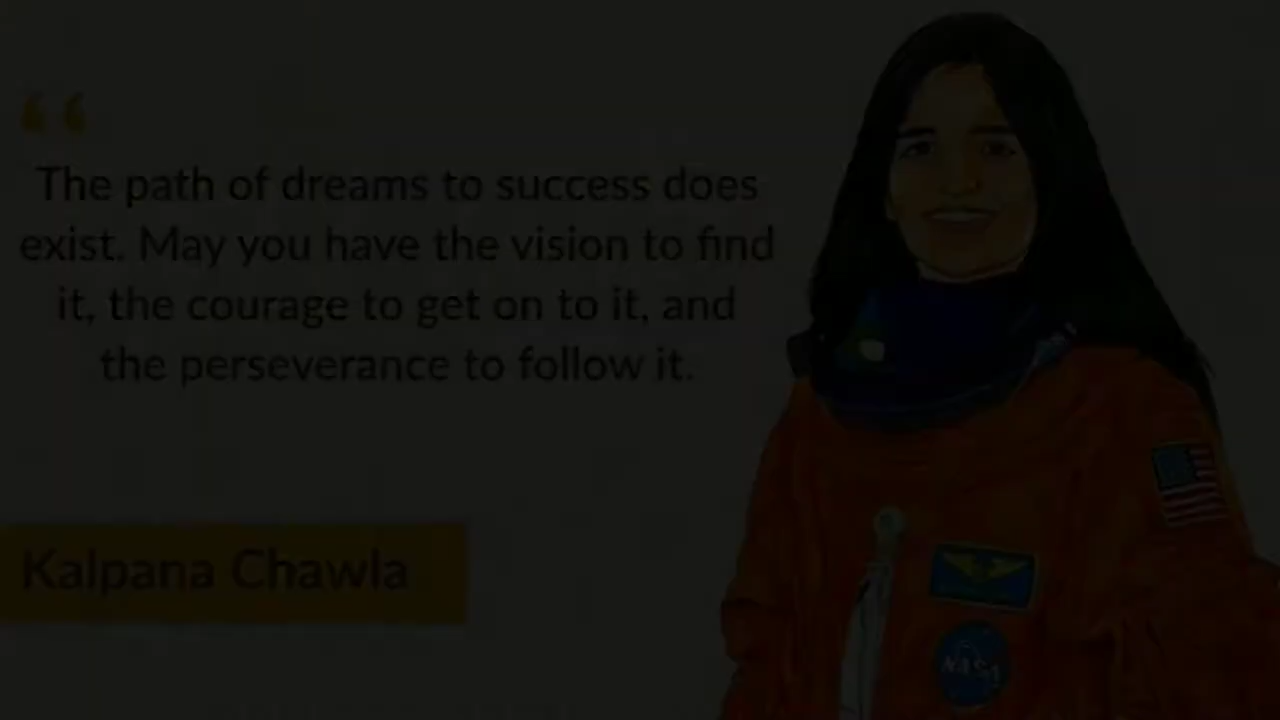 “
The path of dreams to success does
exist. May you have the vision to find
it, the courage to get on to it, and
the perseverance to follow it.
Kalpana Chawla
NASA